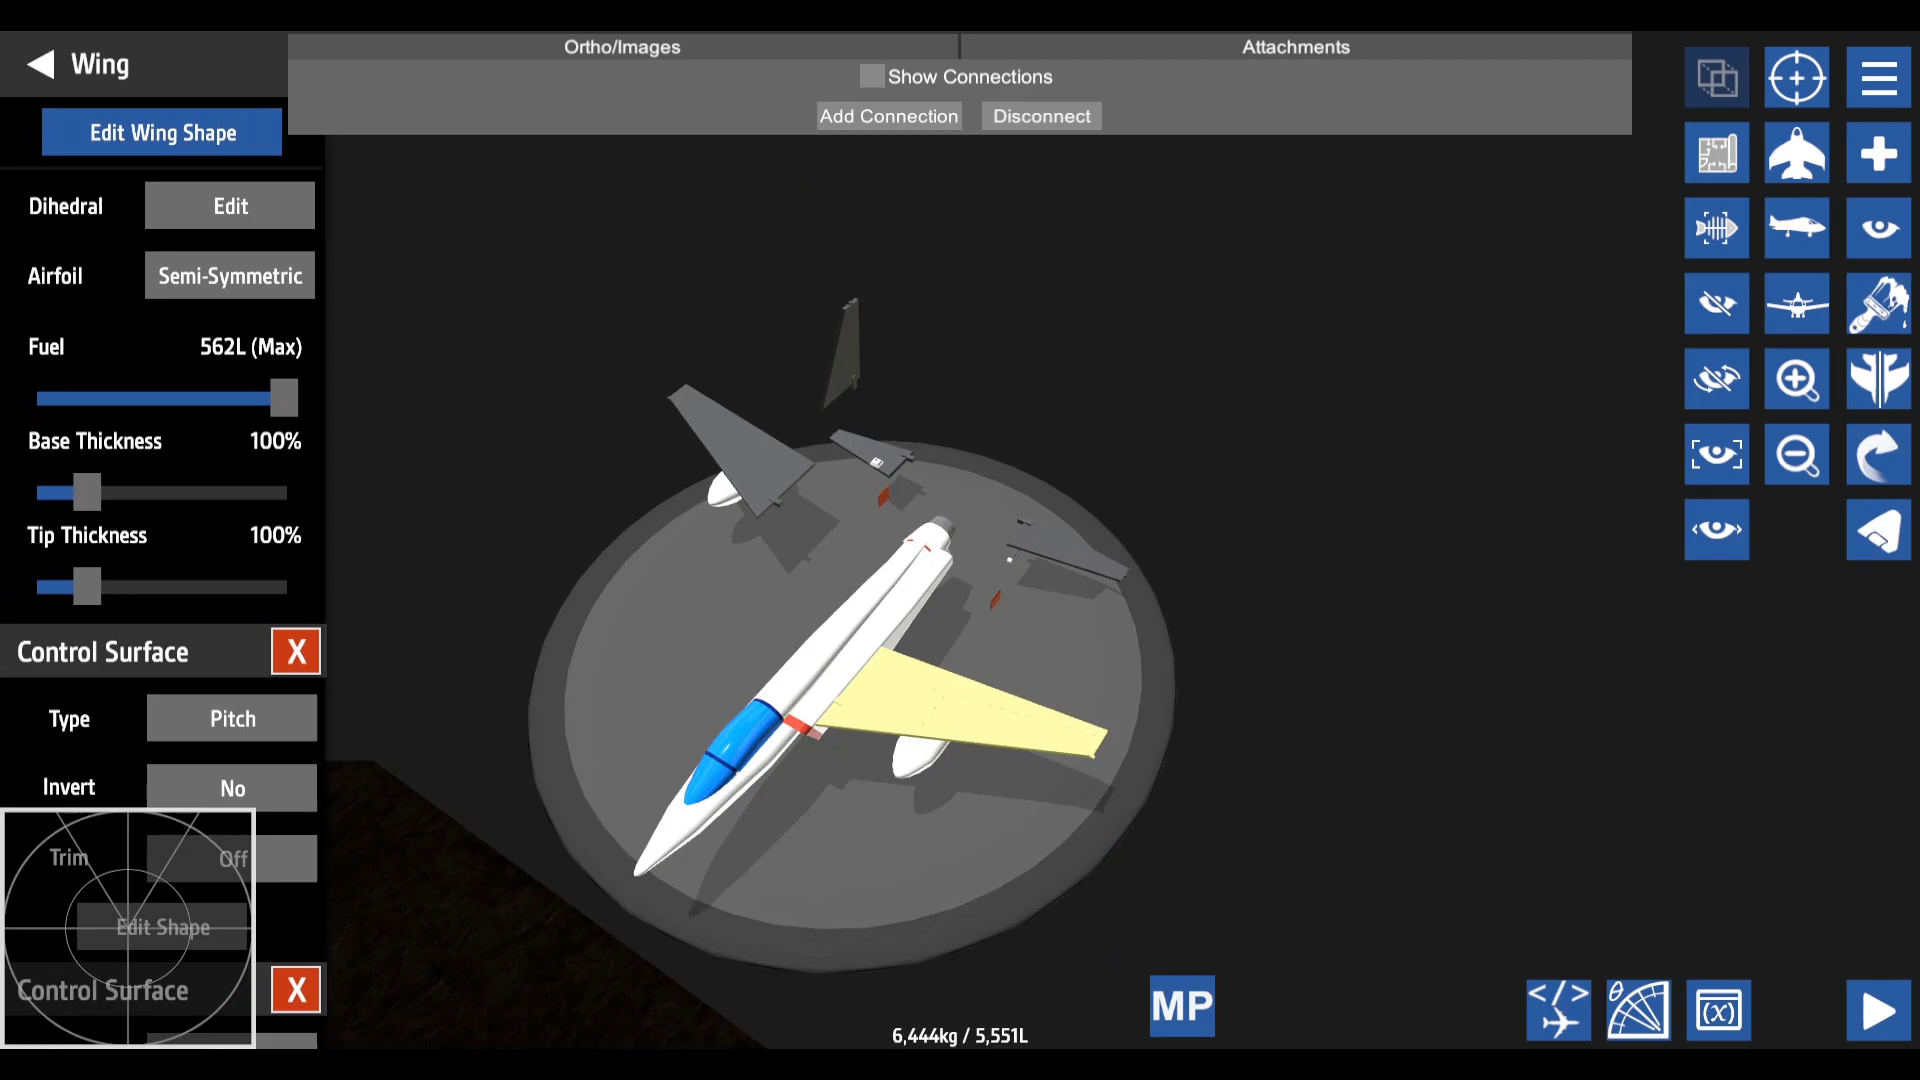 Wing
Ortho/Images
Attachments
Show Connections
Add Connection
Disconnect
Edit Wing Shape
Dihedral
Edit
Airfoil
Semi-Symmetric
Fuel
562L (Max)
Base Thickness
100%
Tip Thickness
100%
Control Surface
X
Type
Pitch
Invert
No
Trim
Off
Edit Shape
Control Surface
X
MP
6,444kg / 5,551L
</>
θ
(x)